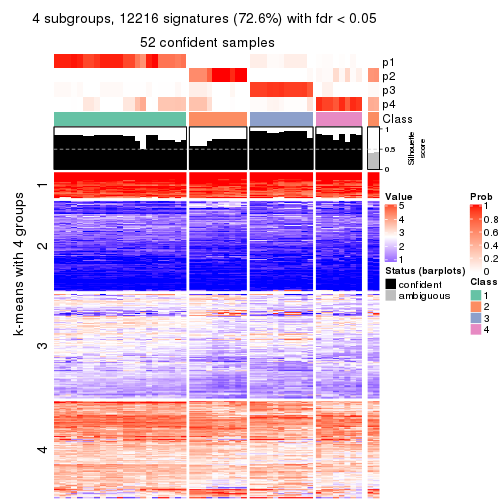 4 subgroups, 12216 signatures (72.6%) with fdr < 0.05
52 confident samples
p1
p2
p3
p4
Class
1
0.5
0
Silhouette
score
k-means with 4 groups
1
2
3
4
Value
5
4
3
2
1
Status (barplots)
confident
ambiguous
Prob
1
0.8
0.6
0.4
0.2
0
Class
1
2
3
4